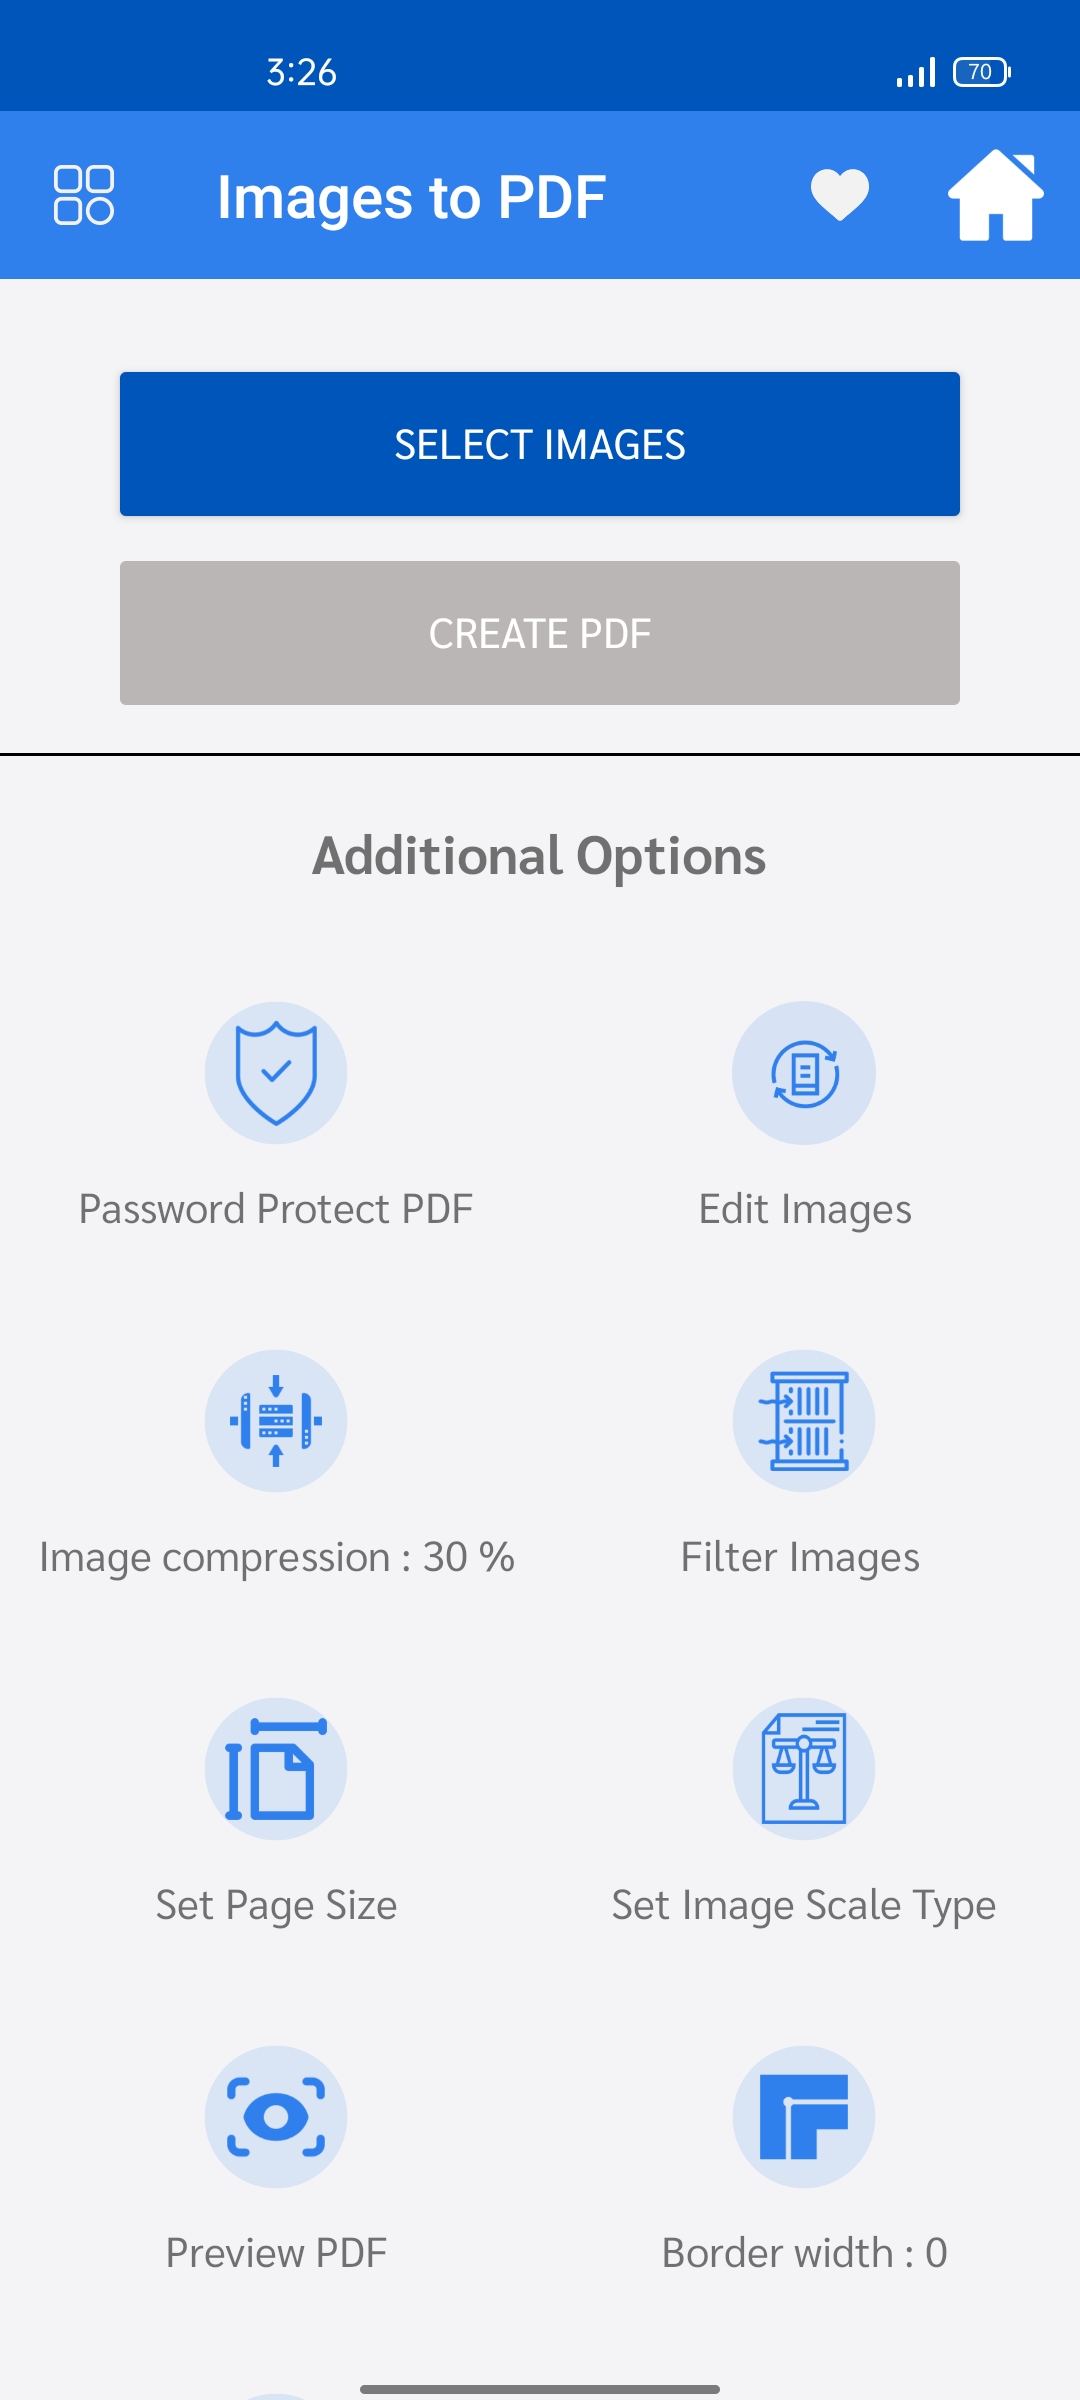 3:26
70
Images to PDF
SELECT IMAGES
CREATE PDF
Additional Options
Password Protect PDF
Edit Images
Image compression : 30 %
Filter Images
Set Page Size
Set Image Scale Type
Preview PDF
Border width : 0